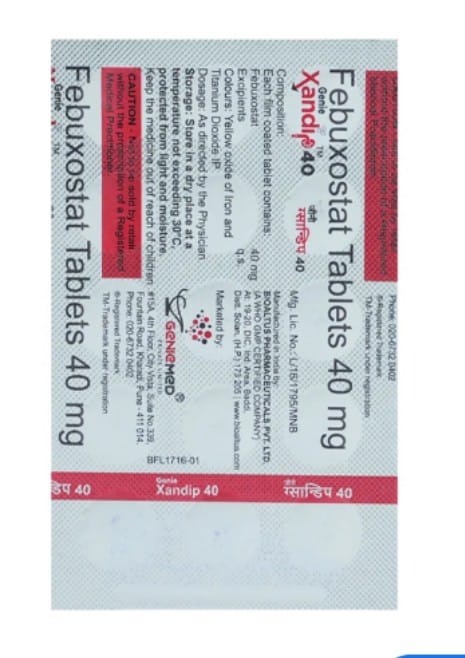 Phone: 020-6732 0402
®-Registered Trademark
TM-Trademark under registration
Febuxostat Tablets 40 mg
Genie TM
Xandip 40
जीनी
ग्सान्डिप 40
Mfg. Lic. No.: L/18/1795/MNB
Composition:
Each film coated tablet contains:
Febuxostat 40 mg
Excipients q.s.
Colours: Yellow oxide of Iron and
Titanium Dioxide IP
Dosage: As directed by the Physician
Storage: Store in a dry place at a
temperature not exceeding 30°C,
protected from light and moisture.
Keep the medicine out of reach of children
Manufactured in India by:
BIOALTUS PHARMACEUTICALS PVT. LTD.
(A WHO GMP CERTIFIED COMPANY)
At: 19-20, DIC, Ind. Area, Baddi,
Distt. Solan, (H.P.) 173 205 | www.bioaltus.com
Marketed by:
GENIEMED®
#15A, 4th Floor, City Vista, Suite No.339,
Fountain Road, Kharadi, Pune - 411 014.
Phone: 020-6732 0402
®-Registered Trademark
TM-Trademark under registration
BFL1716-01
CAUTION - Not to be sold by retail
without the prescription of a Registered
Medical Practitioner.
Febuxostat Tablets 40 mg
Genie TM
डिप 40
Genie
Xandip 40
जीनी
ग्सान्डिप 40